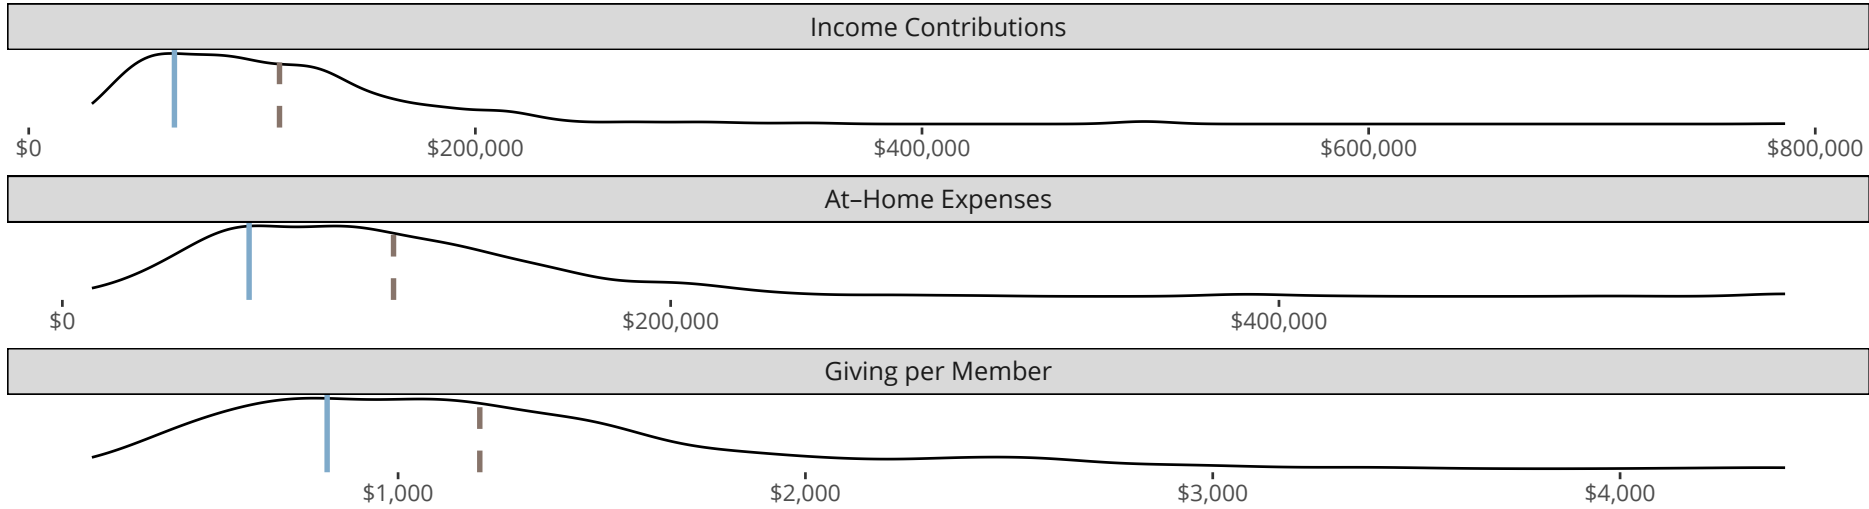 Income Contributions
$0 $200,000 $400,000 $600,000 $800,000
At–Home Expenses
$0 $200,000 $400,000
Giving per Member
$1,000 $2,000 $3,000 $4,000